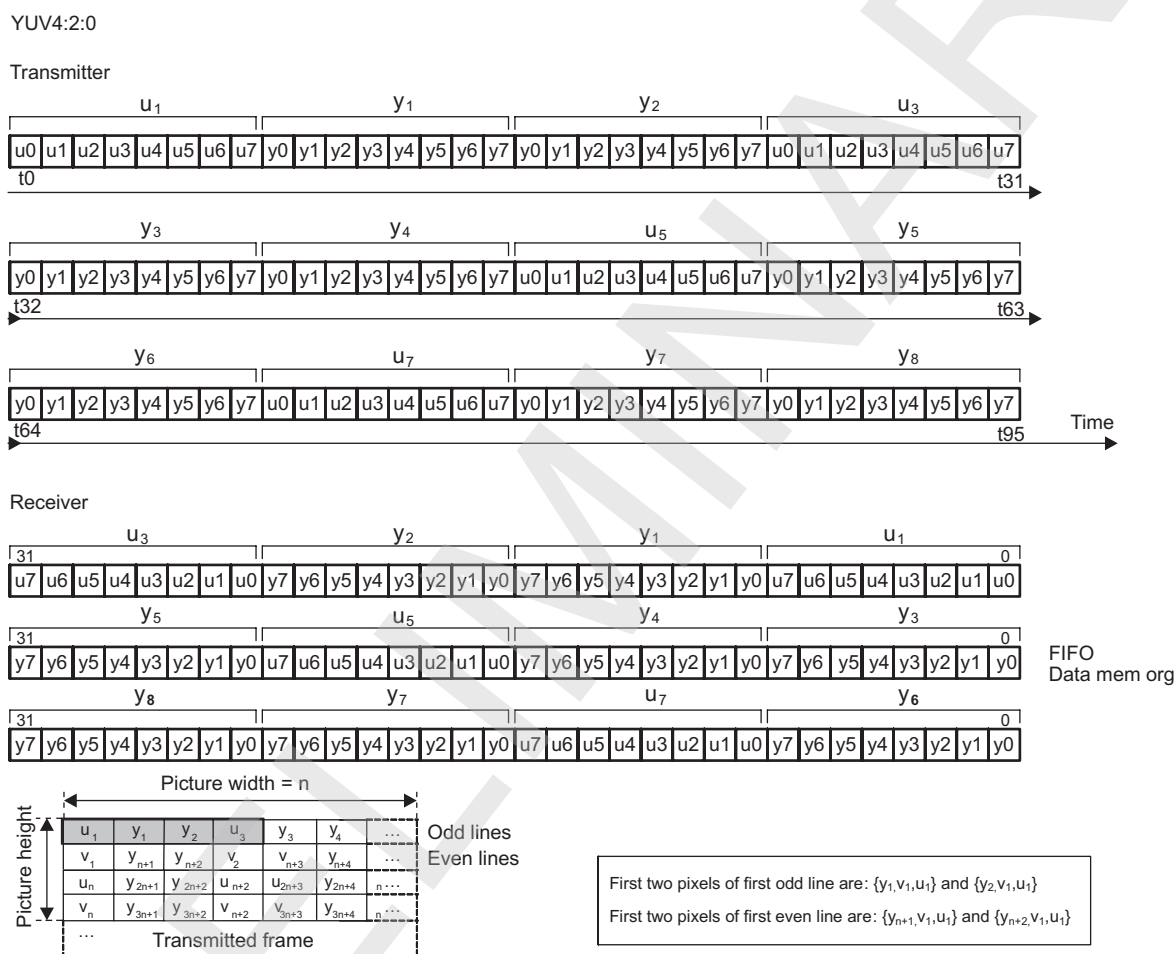 YUV4:2:0
Transmitter
u1 y1 y2 u3
u0 u1 u2 u3 u4 u5 u6 u7 y0 y1 y2 y3 y4 y5 y6 y7 y0 y1 y2 y3 y4 y5 y6 y7 u0 u1 u2 u3 u4 u5 u6 u7
t0 t31
y3 y4 u5 y5
y0 y1 y2 y3 y4 y5 y6 y7 y0 y1 y2 y3 y4 y5 y6 y7 u0 u1 u2 u3 u4 u5 u6 u7 y0 y1 y2 y3 y4 y5 y6 y7
t32 t63
y6 u7 y7 y8
y0 y1 y2 y3 y4 y5 y6 y7 u0 u1 u2 u3 u4 u5 u6 u7 y0 y1 y2 y3 y4 y5 y6 y7 y0 y1 y2 y3 y4 y5 y6 y7
t64 t95 Time
Receiver
u3 y2 y1 u1
31 0
u7 u6 u5 u4 u3 u2 u1 u0 y7 y6 y5 y4 y3 y2 y1 y0 y7 y6 y5 y4 y3 y2 y1 y0 u7 u6 u5 u4 u3 u2 u1 u0
y5 u5 y4 y3
31 0
y7 y6 y5 y4 y3 y2 y1 y0 u7 u6 u5 u4 u3 u2 u1 u0 y7 y6 y5 y4 y3 y2 y1 y0 y7 y6 y5 y4 y3 y2 y1 y0
FIFO
Data mem org
y8 y7 u7 y6
31 0
y7 y6 y5 y4 y3 y2 y1 y0 y7 y6 y5 y4 y3 y2 y1 y0 u7 u6 u5 u4 u3 u2 u1 u0 y7 y6 y5 y4 y3 y2 y1 y0
Picture width = n
Picture height
u1 y1 y2 u3 y3 y4 ... Odd lines
v1 yn+1 yn+2 v2 vn+3 yn+4 ... Even lines
un y2n+1 y2n+2 un+2 u2n+3 y2n+4 n...
vn y3n+1 y3n+2 vn+2 v3n+3 y3n+4 n...
... Transmitted frame
First two pixels of first odd line are: {y1,v1,u1} and {y2,v1,u1}
First two pixels of first even line are: {yn+1,v1,u1} and {yn+2,v1,u1}